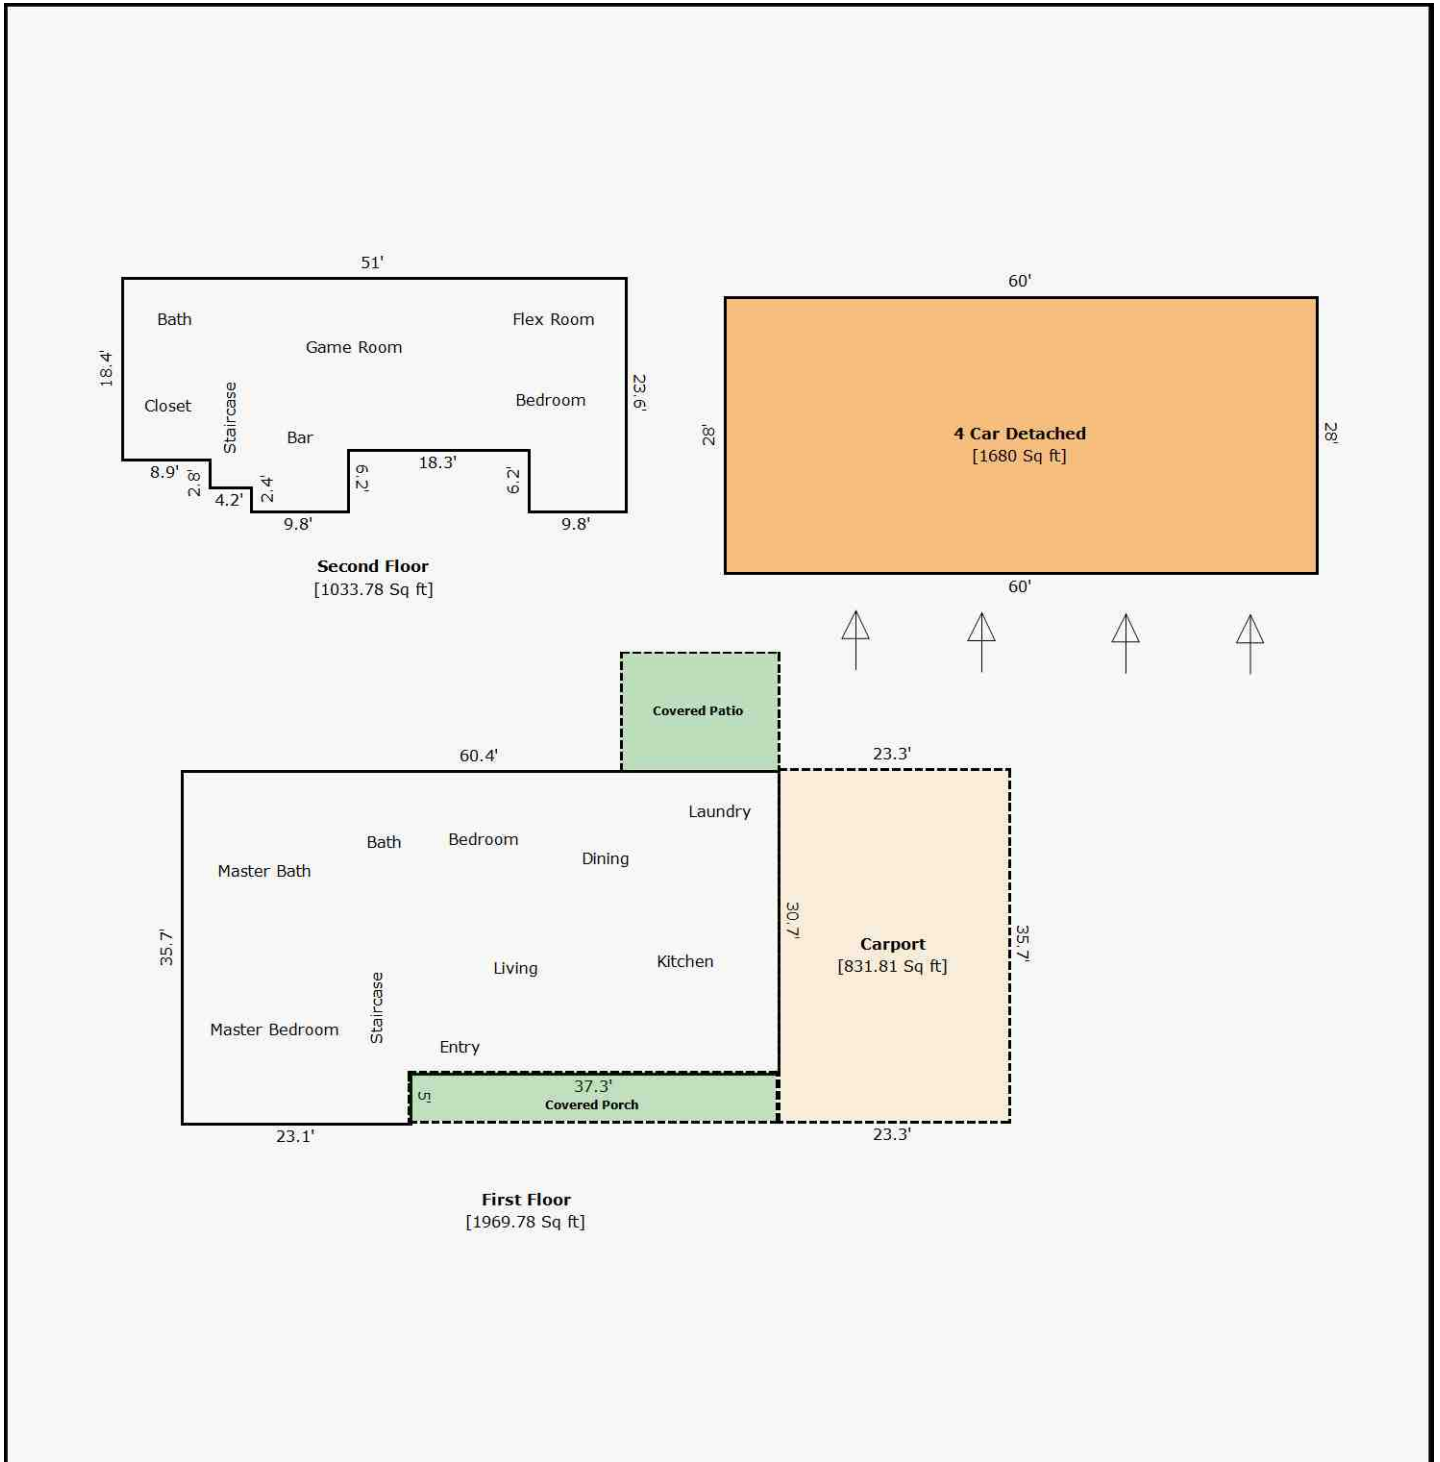 51'
60'
Bath
Flex Room
Game Room
18.4'
23.6'
Closet
Staircase
Bedroom
Bar
28'
4 Car Detached
[1680 Sq ft]
28'
8.9'
2.8'
4.2'
2.4'
9.8'
6.2'
18.3'
6.2'
9.8'
Second Floor
[1033.78 Sq ft]
60'
Covered Patio
60.4'
23.3'
Laundry
Bath
Bedroom
Dining
Master Bath
35.7'
30.7'
35.7'
Carport
[831.81 Sq ft]
Living
Kitchen
Staircase
Master Bedroom
Entry
37.3'
5'
Covered Porch
23.1'
23.3'
First Floor
[1969.78 Sq ft]